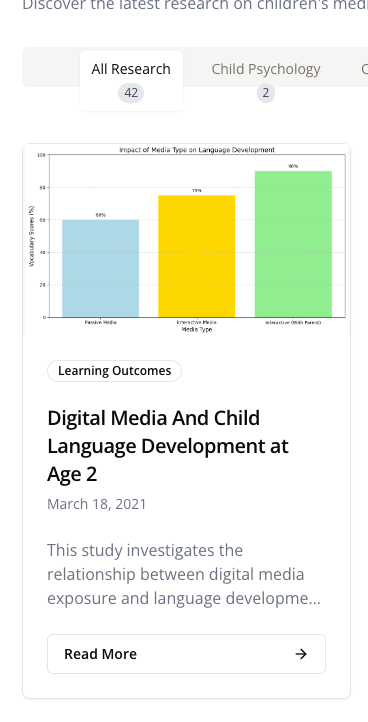 Discover the latest research on children's medi
All Research
Child Psychology
C
42
2
Impact of Media Type on Language Development
100
80
60
40
20
0
Vocabulary Scores (%)
60%
75%
90%
Passive Media
Interactive Media
Interactive (With Parent)
Media Type
Learning Outcomes
Digital Media And Child
Language Development at
Age 2
March 18, 2021
This study investigates the
relationship between digital media
exposure and language developme...
Read More